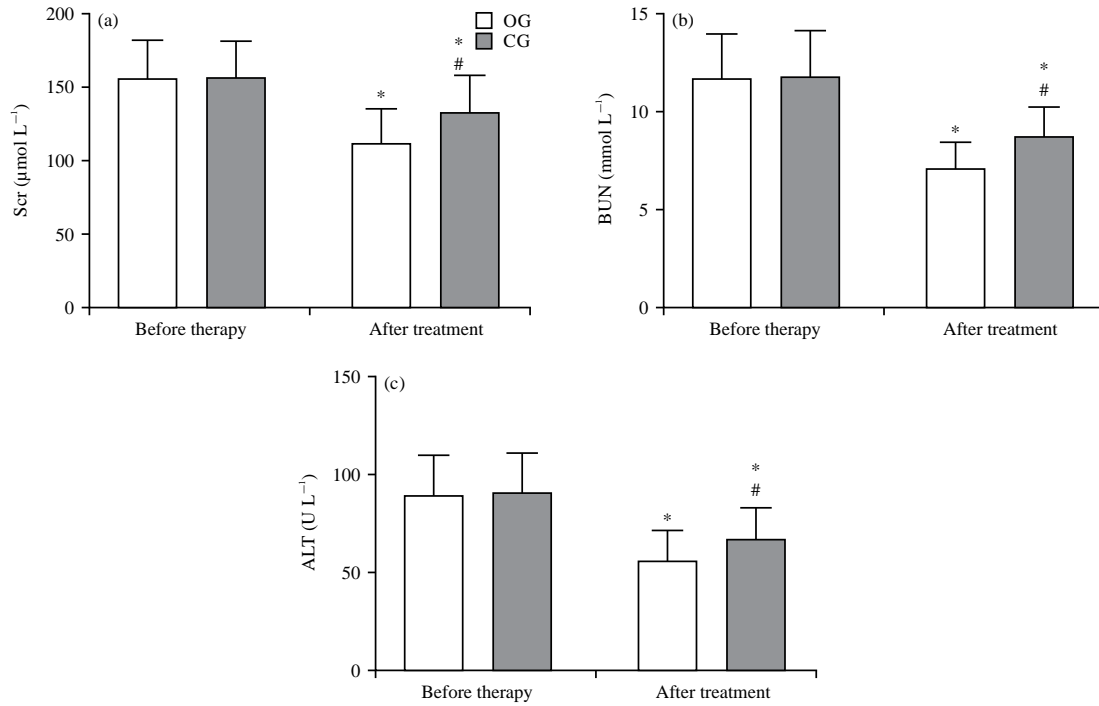 (a)
OG
CG
200
150
100
50
0
Scr (µmol L⁻¹)
*
*
#
Before therapy
After treatment
(b)
15
10
5
0
BUN (mmol L⁻¹)
*
*
#
Before therapy
After treatment
(c)
150
100
50
0
ALT (U L⁻¹)
*
*
#
Before therapy
After treatment